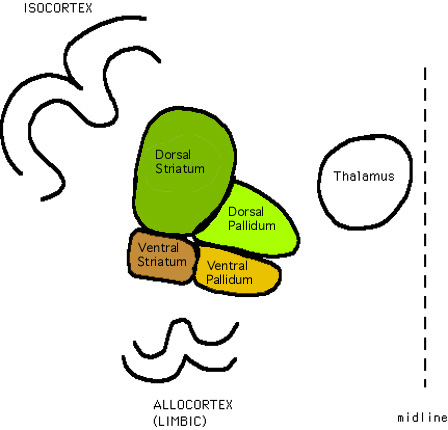 ISOCORTEX
Dorsal
Striatum
Thalamus
Dorsal
Pallidum
Ventral
Striatum
Ventral
Pallidum
ALLOCORTEX
(LIMBIC)
midline